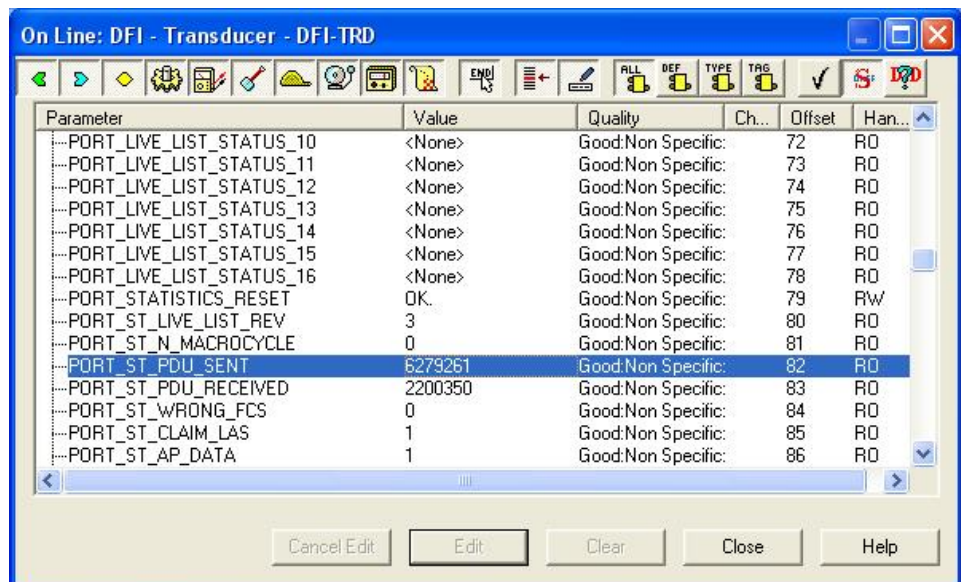 On Line: DFI - Transducer - DFI-TRD
END ALL DEF TYPE TAG
Parameter Value Quality Ch... Offset Han...
PORT_LIVE_LIST_STATUS_10 <None> Good:Non Specific: 72 RO
PORT_LIVE_LIST_STATUS_11 <None> Good:Non Specific: 73 RO
PORT_LIVE_LIST_STATUS_12 <None> Good:Non Specific: 74 RO
PORT_LIVE_LIST_STATUS_13 <None> Good:Non Specific: 75 RO
PORT_LIVE_LIST_STATUS_14 <None> Good:Non Specific: 76 RO
PORT_LIVE_LIST_STATUS_15 <None> Good:Non Specific: 77 RO
PORT_LIVE_LIST_STATUS_16 <None> Good:Non Specific: 78 RO
PORT_STATISTICS_RESET OK. Good:Non Specific: 79 RW
PORT_ST_LIVE_LIST_REV 3 Good:Non Specific: 80 RO
PORT_ST_N_MACROCYCLE 0 Good:Non Specific: 81 RO
PORT_ST_PDU_SENT 6279261 Good:Non Specific: 82 RO
PORT_ST_PDU_RECEIVED 2200350 Good:Non Specific: 83 RO
PORT_ST_WRONG_FCS 0 Good:Non Specific: 84 RO
PORT_ST_CLAIM_LAS 1 Good:Non Specific: 85 RO
PORT_ST_AP_DATA 1 Good:Non Specific: 86 RO
Cancel Edit Edit Clear Close Help